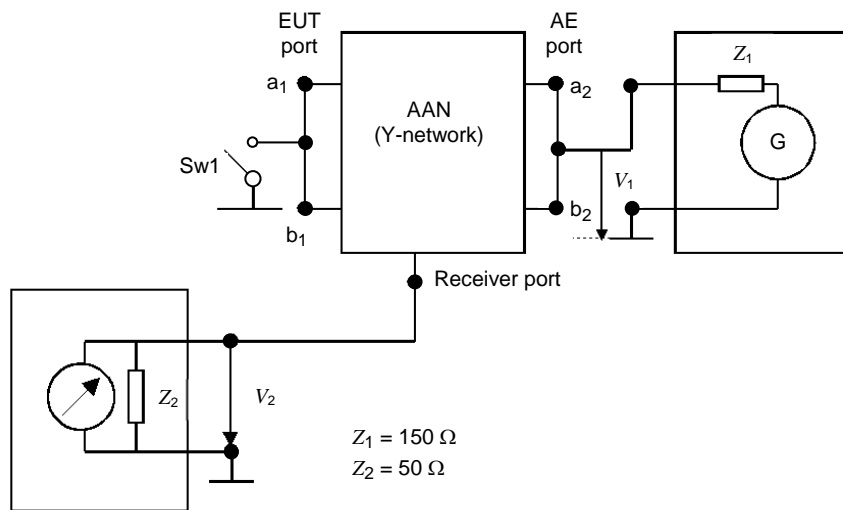 EUT
port
AE
port
a1
a2
Z1
AAN
(Y-network)
G
Sw1
V1
b1
b2
Receiver port
Z2
V2
Z1 = 150 Ω
Z2 = 50 Ω